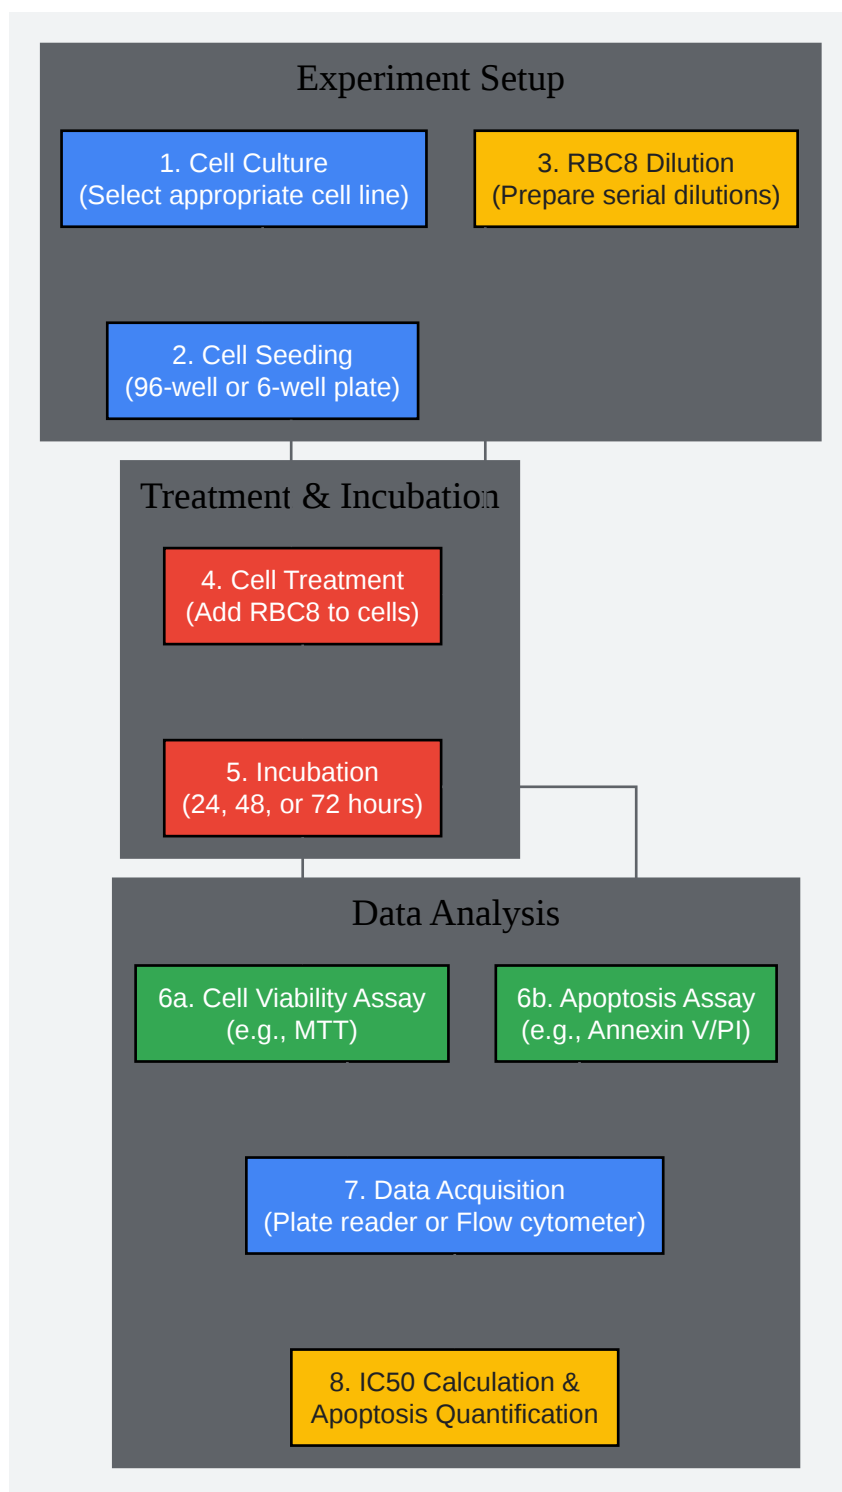 Experiment Setup
1. Cell Culture
(Select appropriate cell line)
3. RBC8 Dilution
(Prepare serial dilutions)
2. Cell Seeding
(96-well or 6-well plate)
Treatment & Incubation
4. Cell Treatment
(Add RBC8 to cells)
5. Incubation
(24, 48, or 72 hours)
Data Analysis
6a. Cell Viability Assay
(e.g., MTT)
6b. Apoptosis Assay
(e.g., Annexin V/PI)
7. Data Acquisition
(Plate reader or Flow cytometer)
8. IC50 Calculation &
Apoptosis Quantification